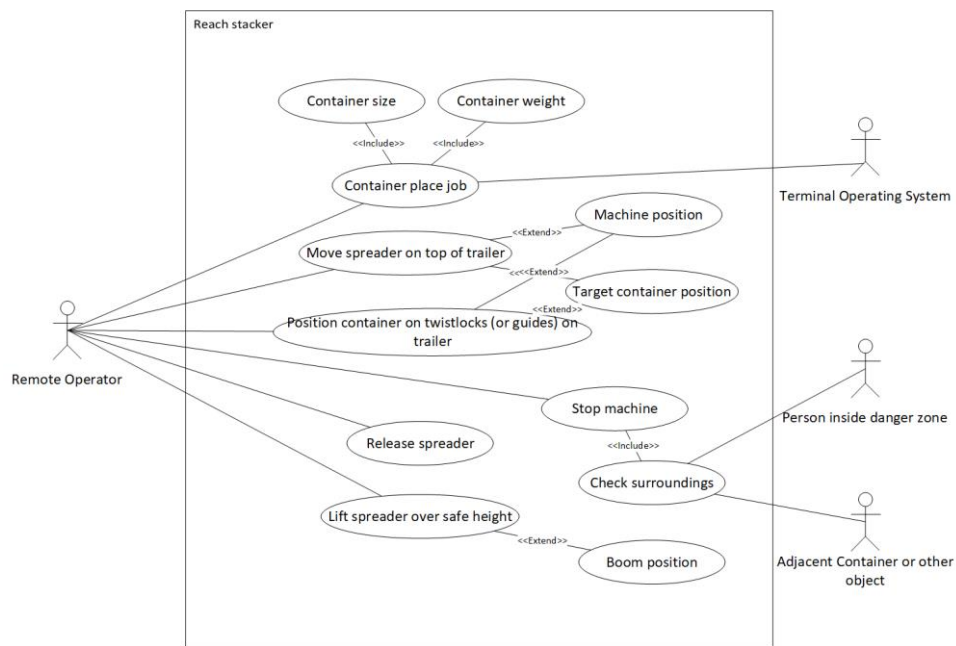 Reach stacker
Container size
Container weight
<<Include>>
<<Include>>
Container place job
Terminal Operating System
Machine position
<<Extend>>
Move spreader on top of trailer
<<Extend>>
Target container position
<<Extend>>
Position container on twistlocks (or guides) on
trailer
Remote Operator
Stop machine
Person inside danger zone
Release spreader
<<Include>>
Check surroundings
Lift spreader over safe height
<<Extend>>
Boom position
Adjacent Container or other
object